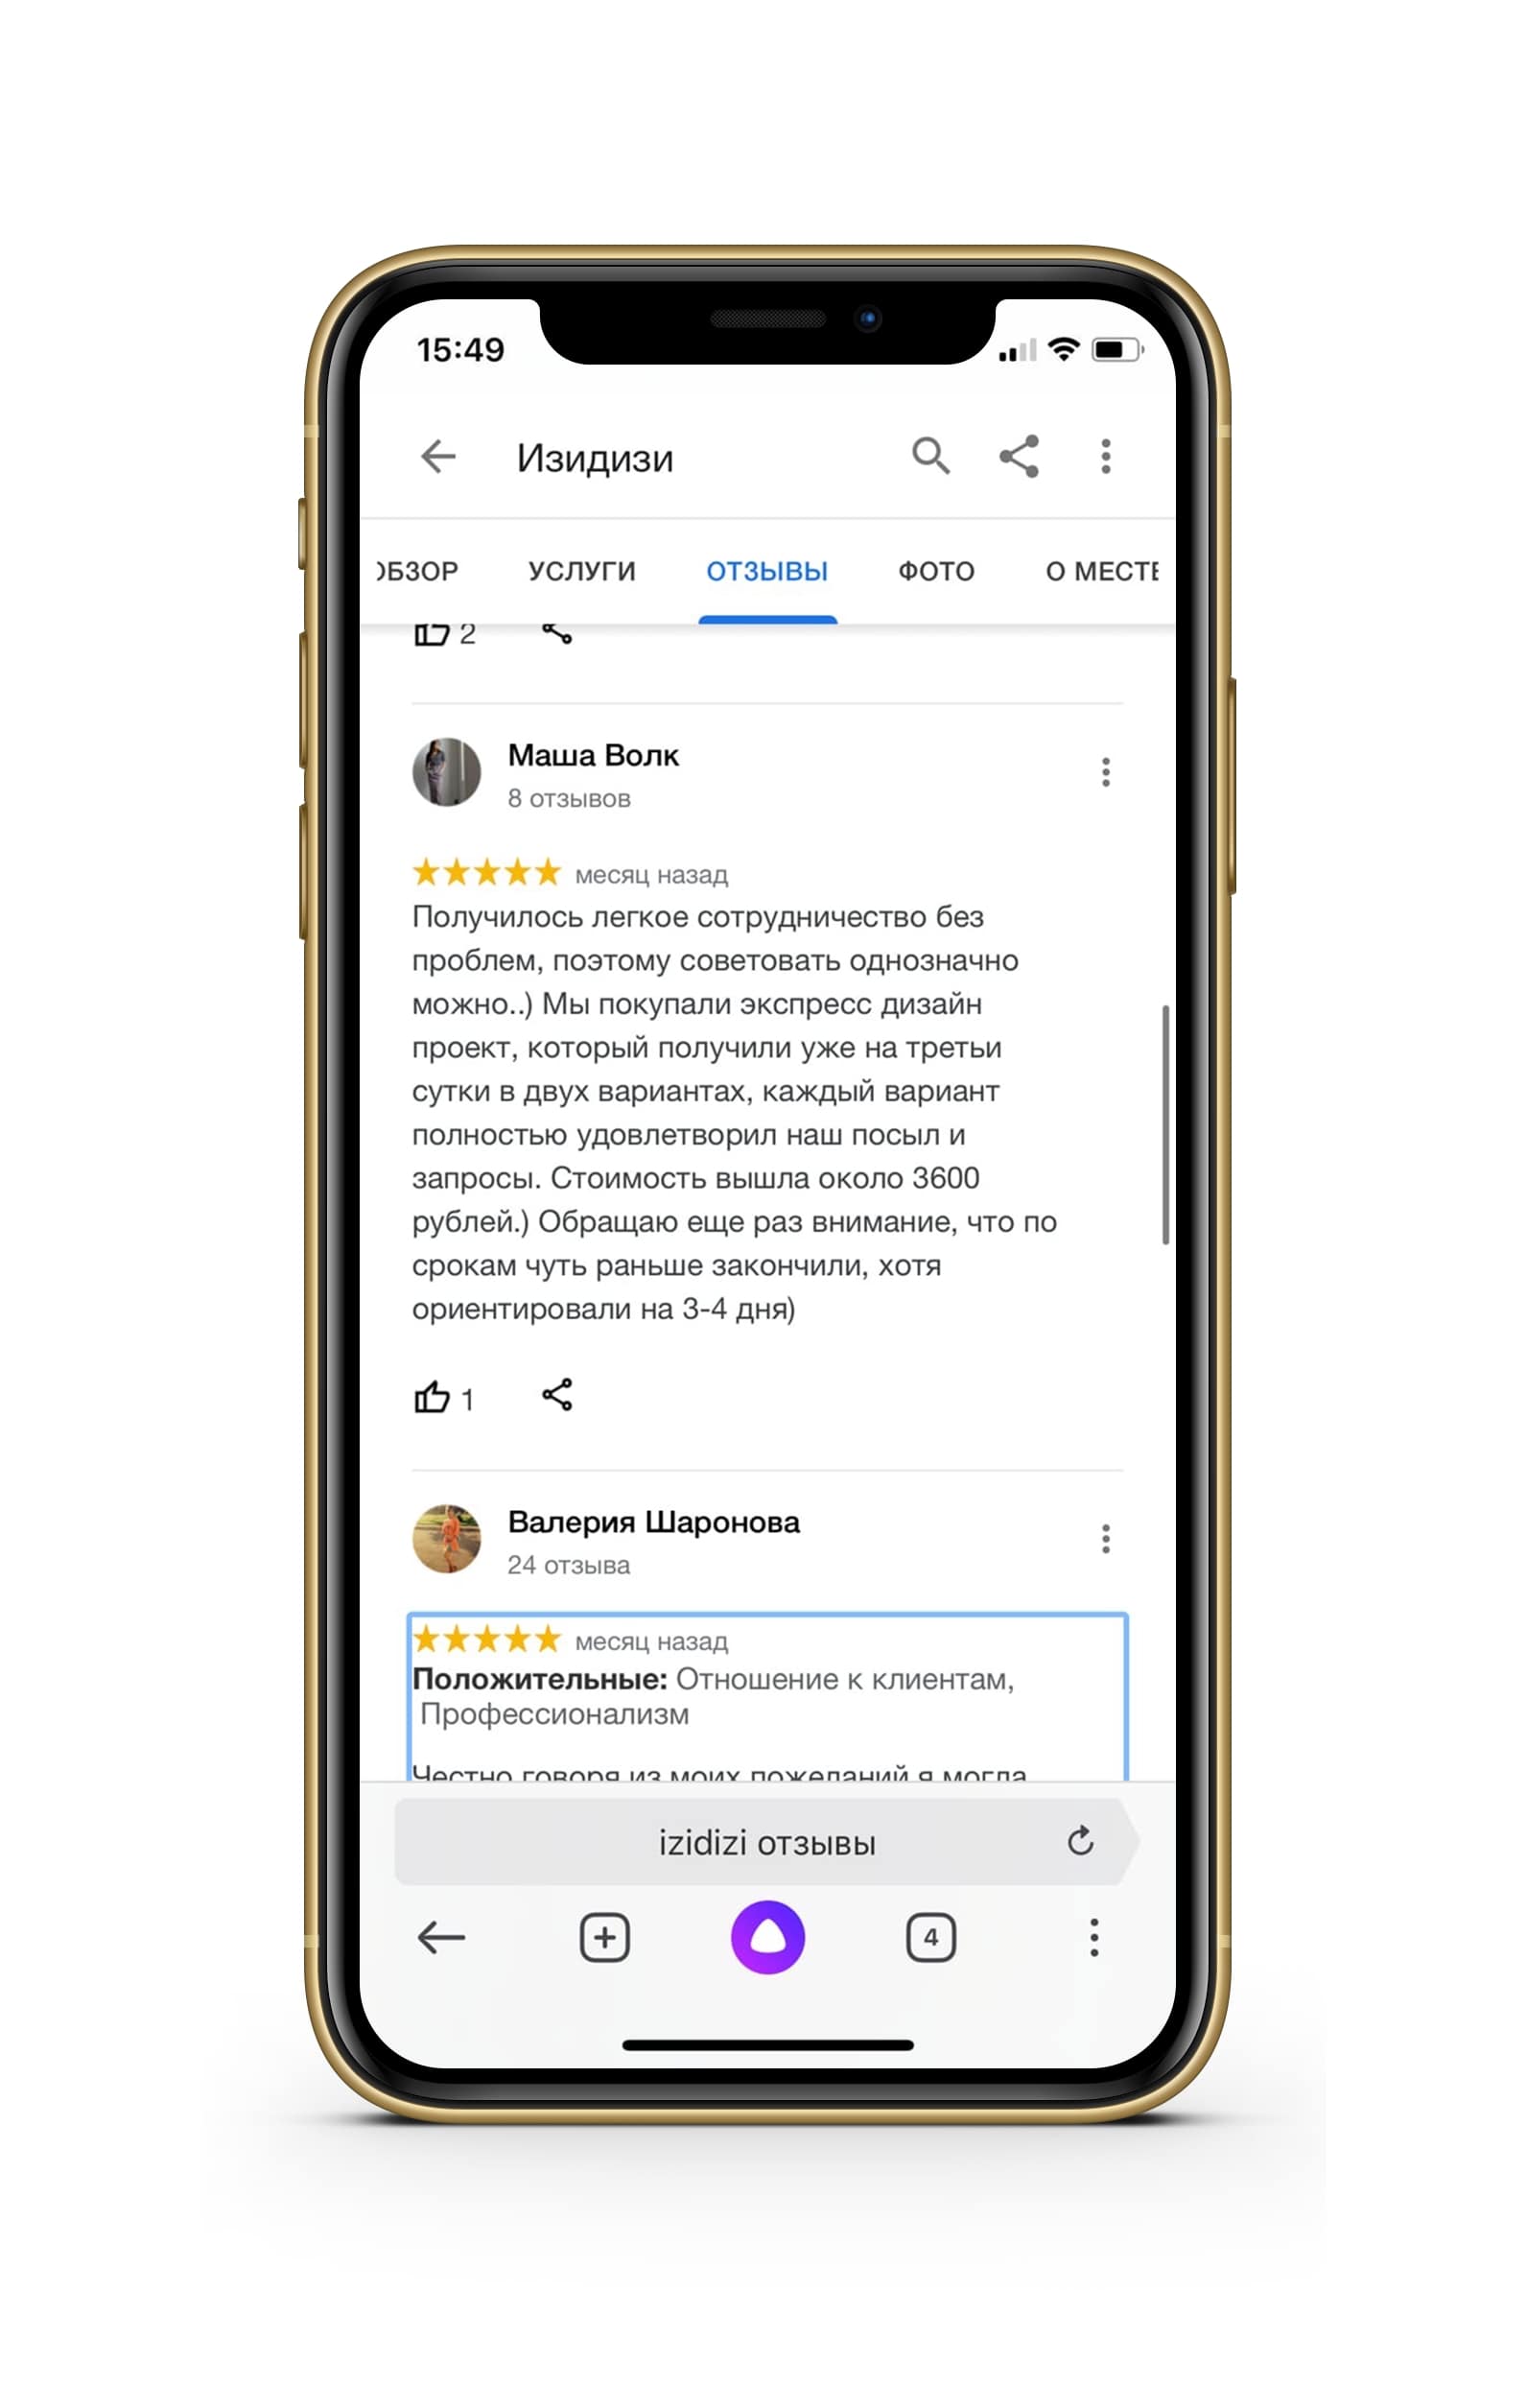 15:49
Изидизи
ОБЗОР УСЛУГИ ОТЗЫВЫ ФОТО О МЕСТЕ
2
Маша Волк
8 отзывов
месяц назад
Получилось легкое сотрудничество без
проблем, поэтому советовать однозначно
можно..) Мы покупали экспресс дизайн
проект, который получили уже на третьи
сутки в двух вариантах, каждый вариант
полностью удовлетворил наш посыл и
запросы. Стоимость вышла около 3600
рублей.) Обращаю еще раз внимание, что по
срокам чуть раньше закончили, хотя
ориентировали на 3-4 дня)
1
Валерия Шаронова
24 отзыва
месяц назад
Положительные: Отношение к клиентам,
Профессионализм
Честно говоря из моих пожеланий я могла
izidizi отзывы
4